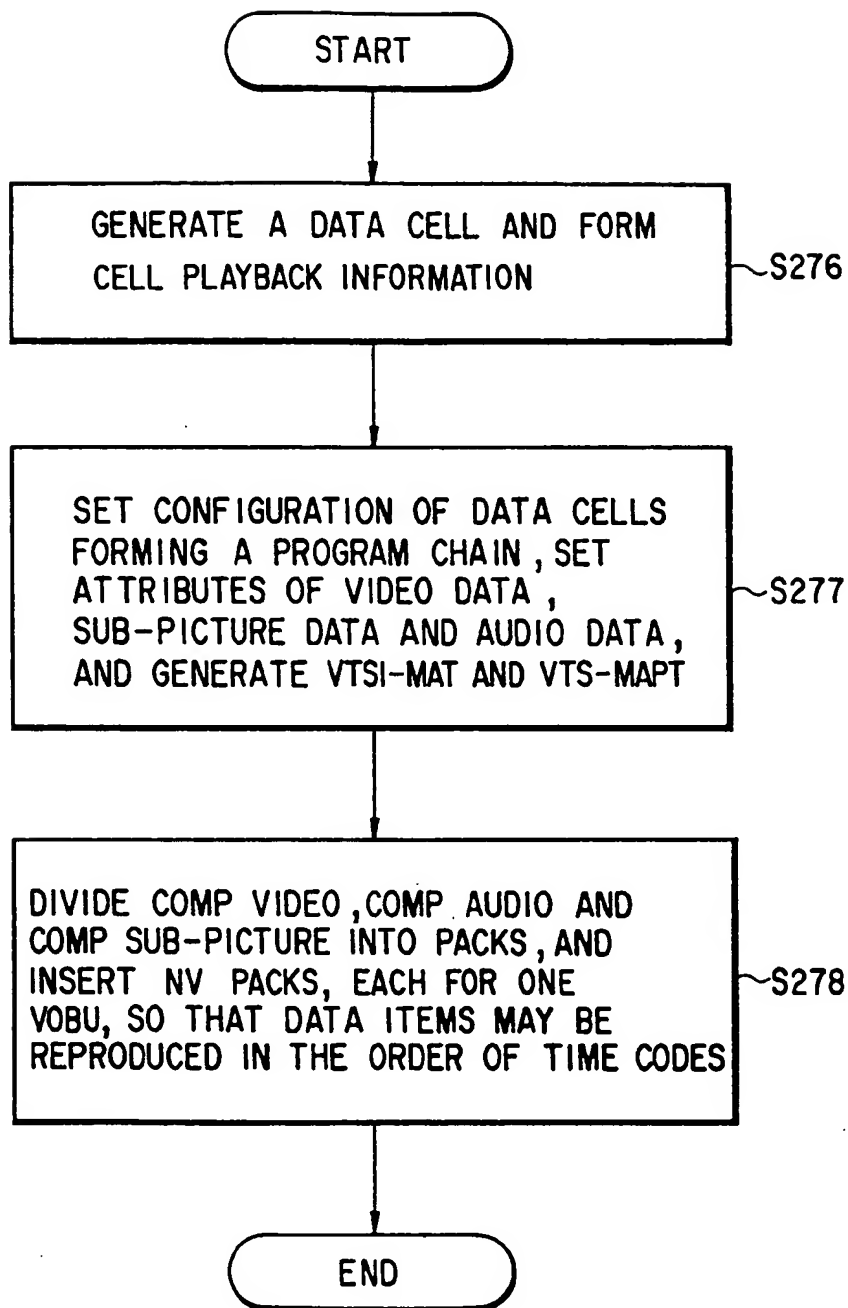 START
GENERATE A DATA CELL AND FORM
CELL PLAYBACK INFORMATION
S276
SET CONFIGURATION OF DATA CELLS
FORMING A PROGRAM CHAIN, SET
ATTRIBUTES OF VIDEO DATA,
SUB-PICTURE DATA AND AUDIO DATA,
AND GENERATE VTSI-MAT AND VTS-MAPT
S277
DIVIDE COMP VIDEO, COMP AUDIO AND
COMP SUB-PICTURE INTO PACKS, AND
INSERT NV PACKS, EACH FOR ONE
VOBU, SO THAT DATA ITEMS MAY BE
REPRODUCED IN THE ORDER OF TIME CODES
S278
END